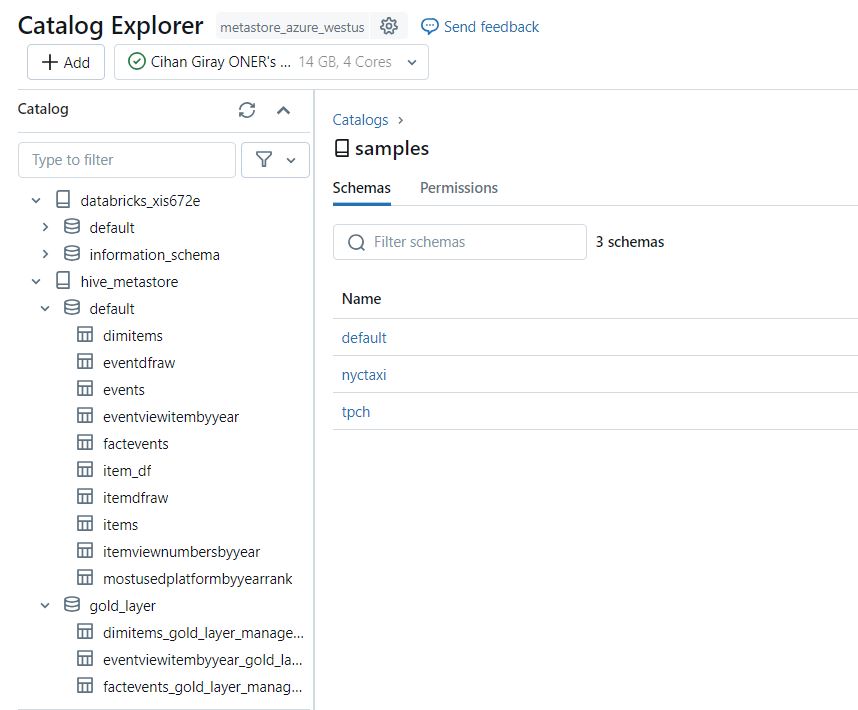 Catalog Explorer metastore_azure_westus Send feedback
Add Cihan Giray ONER's ... 14 GB, 4 Cores
Catalog
Type to filter
databricks_xis672e
default
information_schema
hive_metastore
default
dimitems
eventdfraw
events
eventviewitembyyear
factevents
item_df
itemdfraw
items
itemviewnumbersbyyear
mostusedplatformbyyearrank
gold_layer
dimitems_gold_layer_manage...
eventviewitembyyear_gold_la...
factevents_gold_layer_manag...
Catalogs >
samples
Schemas Permissions
Filter schemas 3 schemas
Name
default
nyctaxi
tpch